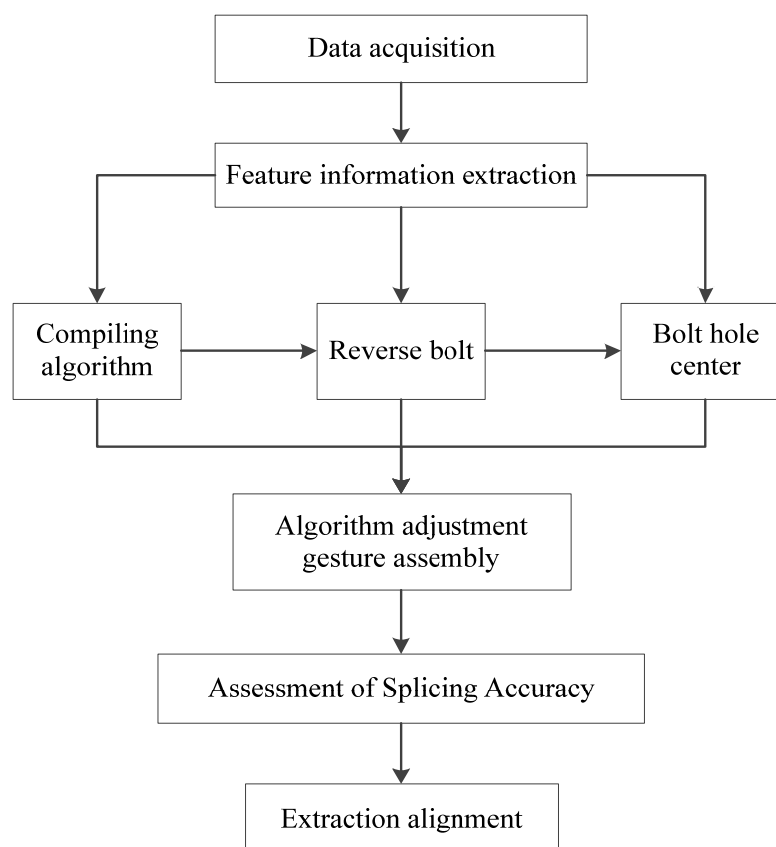 Data acquisition
Feature information extraction
Compiling
algorithm
Reverse bolt
Bolt hole
center
Algorithm adjustment
gesture assembly
Assessment of Splicing Accuracy
Extraction alignment